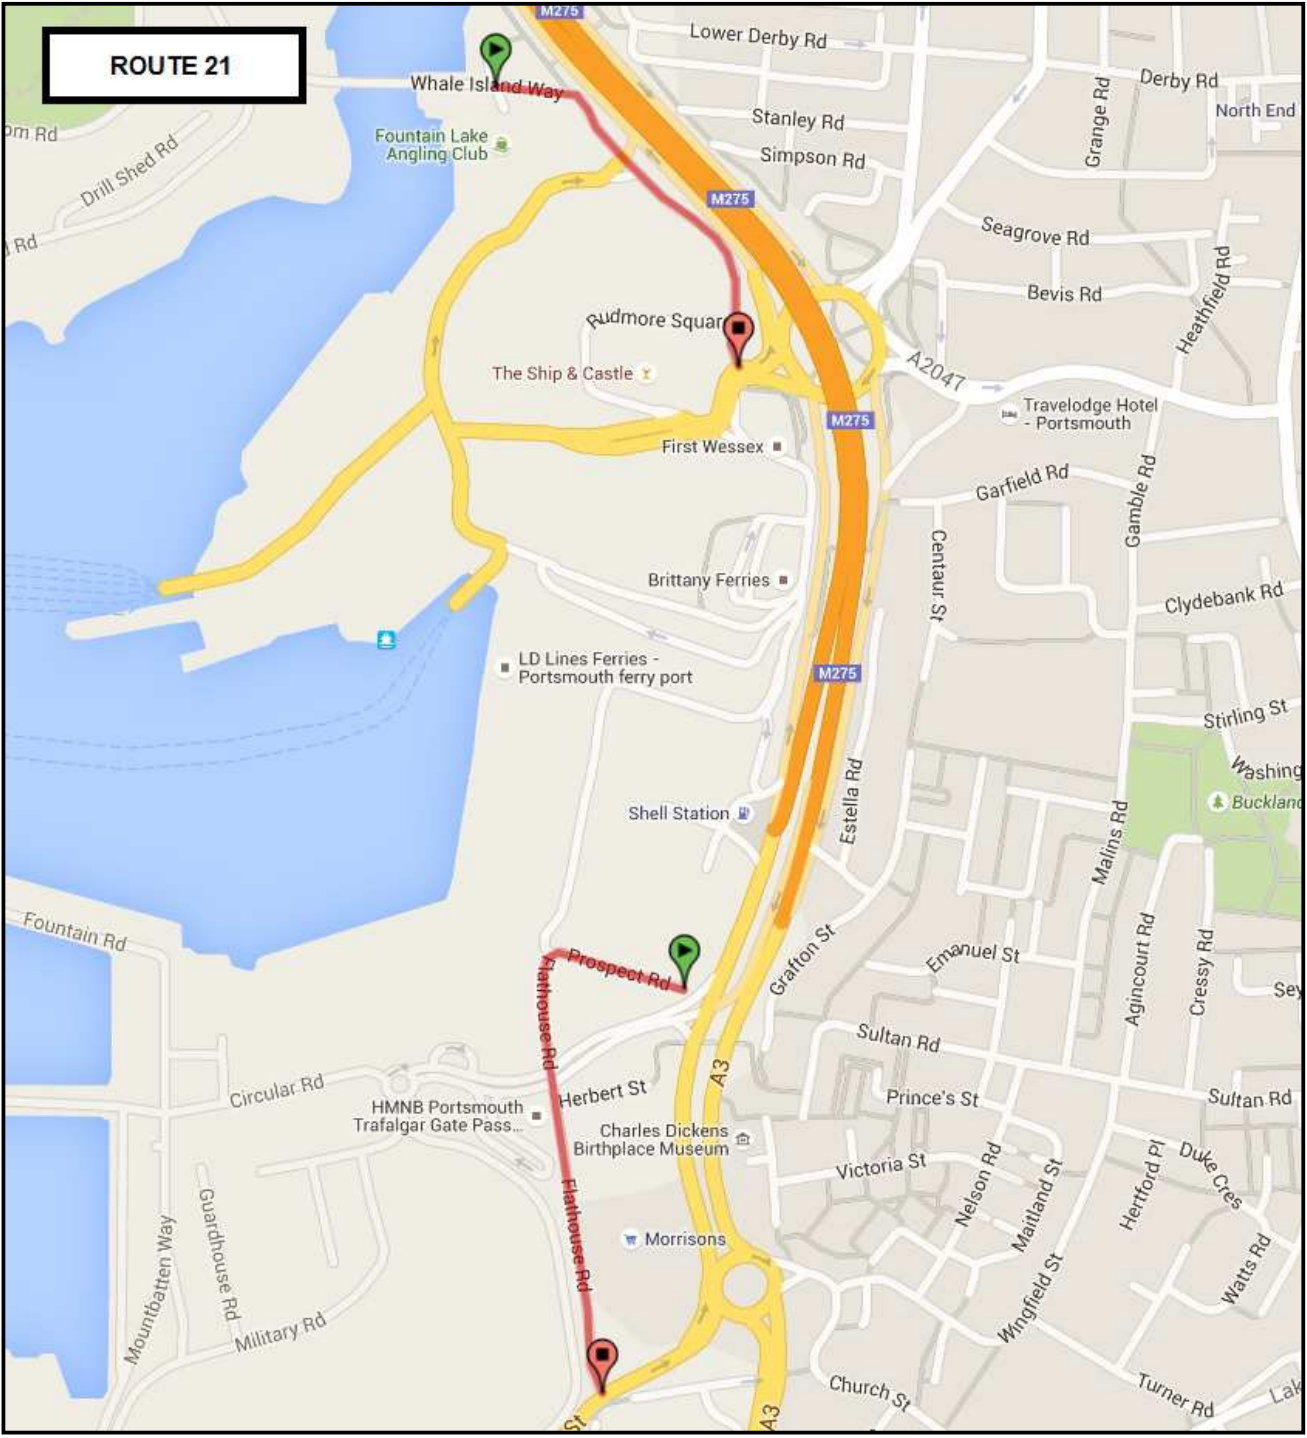 M275
ROUTE 21
Lower Derby Rd
Derby Rd
Whale Island Way
Grange Rd
North End
Stanley Rd
om Rd
Fountain Lake
Angling Club
Drill Shed Rd
Simpson Rd
M275
Rd
Seagrove Rd
Heathfield Rd
Bevis Rd
Rudmore Squar
The Ship & Castle
A2047
Travelodge Hotel
- Portsmouth
M275
First Wessex
Garfield Rd
Gamble Rd
Centaur St
Brittany Ferries
Clydebank Rd
LD Lines Ferries -
Portsmouth ferry port
M275
Stirling St
Washing
Estella Rd
Buckland
Shell Station
Malins Rd
Fountain Rd
Grafton St
Emanuel St
Agincourt Rd
Cressy Rd
Prospect Rd
Sey
Flathouse Rd
Sultan Rd
A3
Circular Rd
Herbert St
Prince's St
Sultan Rd
HMNB Portsmouth
Trafalgar Gate Pass...
Charles Dickens
Birthplace Museum
Victoria St
Nelson Rd
Maitland St
Hertford Pl
Duke Cres
Flathouse Rd
Guardhouse Rd
Mountbatten Way
Morrisons
Watts Rd
Wingfield St
Military Rd
Church St
Turner Rd
Lak
St
A3